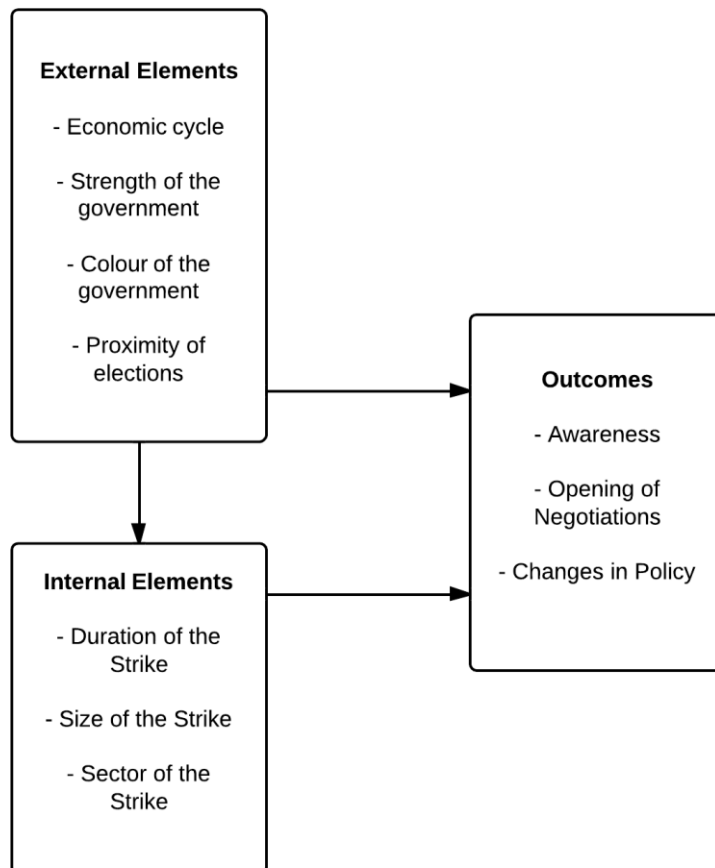 External Elements
- Economic cycle
- Strength of the
government
- Colour of the
government
- Proximity of
elections
Outcomes
- Awareness
- Opening of
Negotiations
- Changes in Policy
Internal Elements
- Duration of the
Strike
- Size of the Strike
- Sector of the
Strike